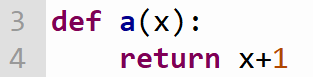 3 def a(x):
4     return x+1